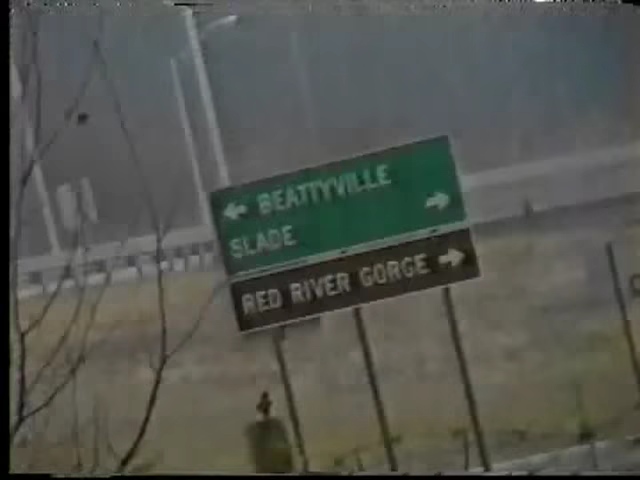 ← BEATTYVILLE
SLADE →
RED RIVER GORGE →